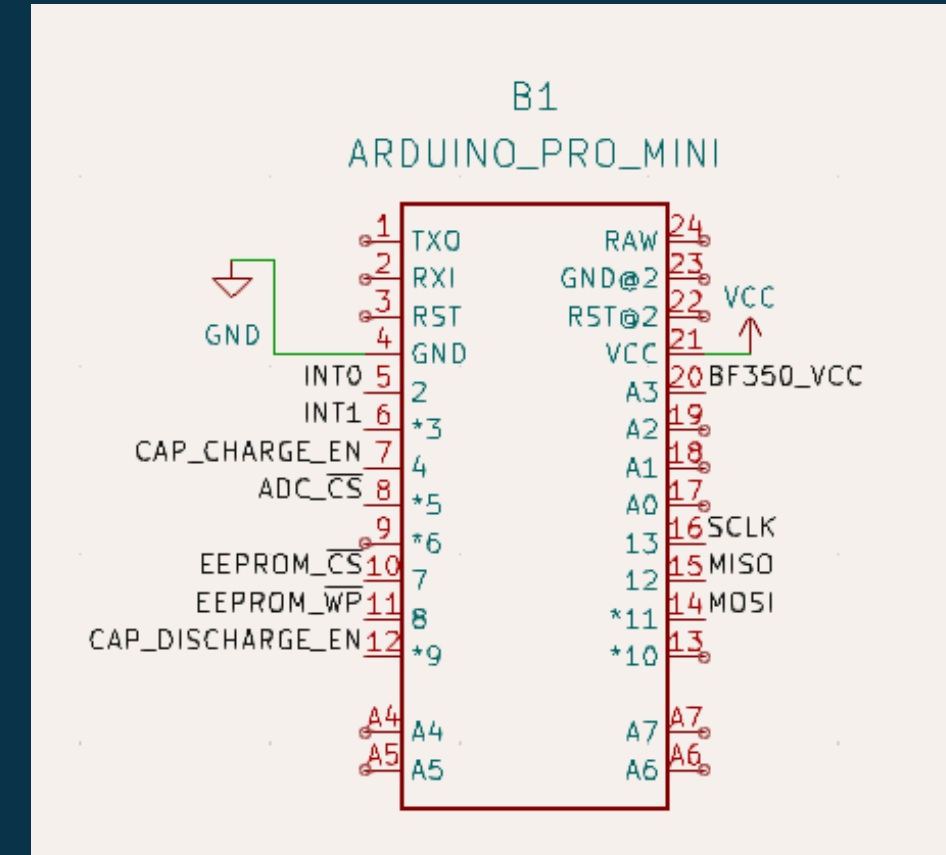 B1
ARDUINO_PRO_MINI
1 TXO RAW 24
2 RXI GND@2 23
3 RST RST@2 22
GND 4 GND VCC 21 VCC
INT0 5 2 A3 20 BF350_VCC
INT1 6 *3 A2 19
CAP_CHARGE_EN 7 4 A1 18
ADC_C̅S̅ 8 *5 A0 17
9 *6 13 16 SCLK
EEPROM_C̅S̅ 10 7 12 15 MISO
EEPROM_W̅P̅ 11 8 *11 14 MOSI
CAP_DISCHARGE_EN 12 *9 *10 13
A4 A4 A7 A7
A5 A5 A6 A6